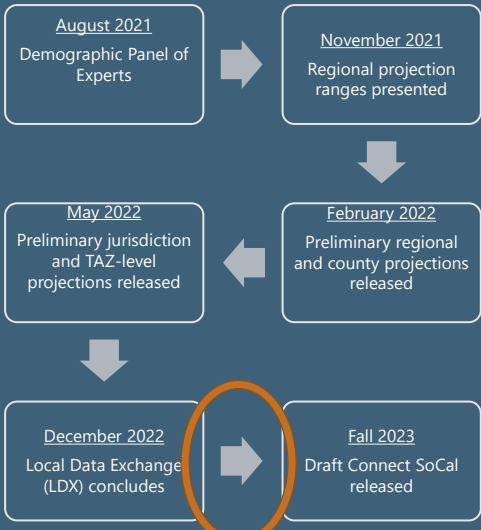 August 2021
Demographic Panel of
Experts
November 2021
Regional projection
ranges presented
February 2022
Preliminary regional
and county projections
released
May 2022
Preliminary jurisdiction
and TAZ-level
projections released
December 2022
Local Data Exchange
(LDX) concludes
Fall 2023
Draft Connect SoCal
released